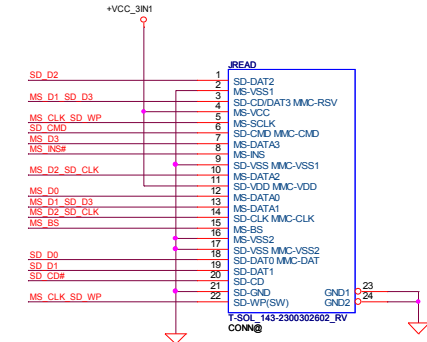 +VCC_3IN1
JREAD
SD_D2 1 SD-DAT2
2 MS-VSS1
MS_D1_SD_D3 3 SD-CD/DAT3 MMC-RSV
4 MS-VCC
MS_CLK_SD_WP 5 MS-SCLK
SD_CMD 6 SD-CMD MMC-CMD
MS_D3 7 MS-DATA3
MS_INS# 8 MS-INS
9 SD-VSS MMC-VSS1
MS_D2_SD_CLK 10 MS-DATA2
11 SD-VDD MMC-VDD
MS_D0 12 MS-DATA0
MS_D1_SD_D3 13 MS-DATA1
MS_D2_SD_CLK 14 SD-CLK MMC-CLK
MS_BS 15 MS-BS
16 MS-VSS2
17 SD-VSS MMC-VSS2
SD_D0 18 SD-DAT0 MMC-DAT
SD_D1 19 SD-DAT1
SD_CD# 20 SD-CD
21 SD-GND GND1 23
MS_CLK_SD_WP 22 SD-WP(SW) GND2 24
T-SOL_143-2300302602_RV
CONN@